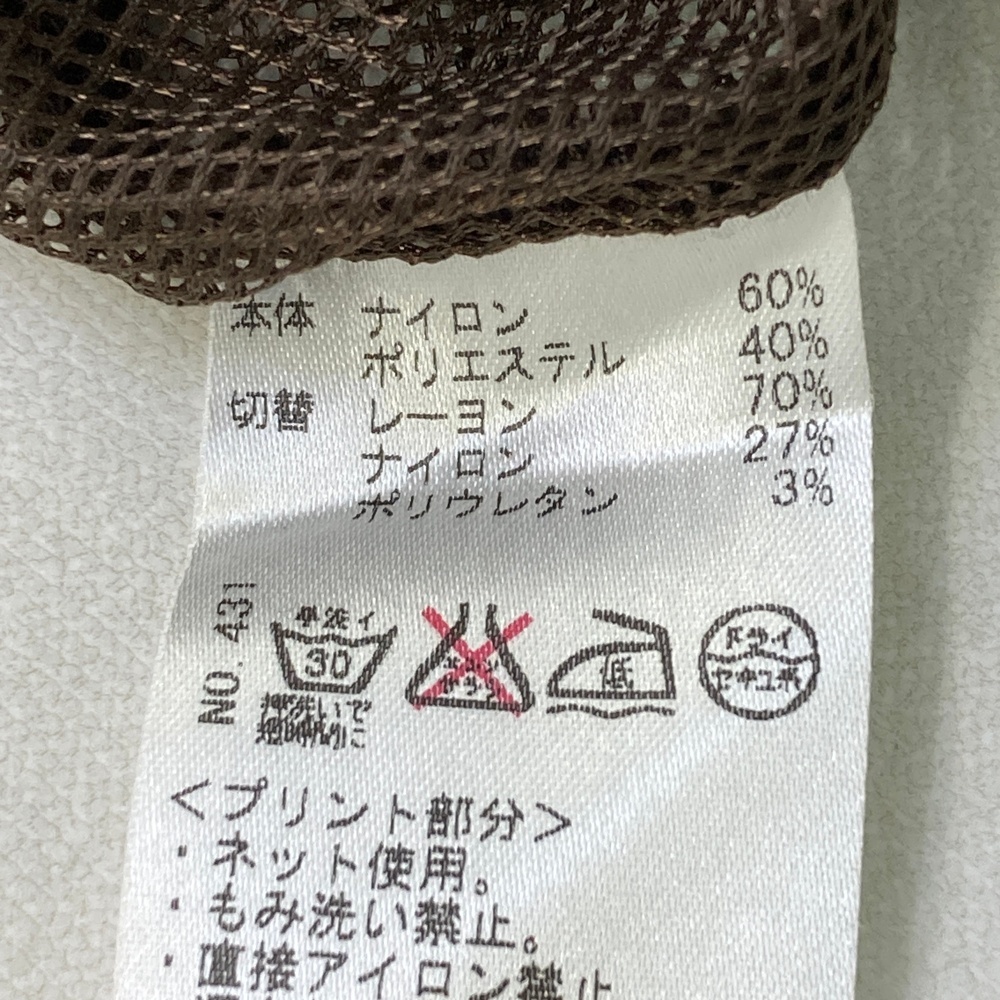 本体 ナイロン 60%
ポリエステル 40%
切替 レーヨン 70%
ナイロン 27%
ポリウレタン 3%
NO. 431
手洗イ
30
低
ドライ
セキユ系
押洗いで
短時間に
<プリント部分>
・ネット使用。
・もみ洗い禁止。
・直接アイロン禁止